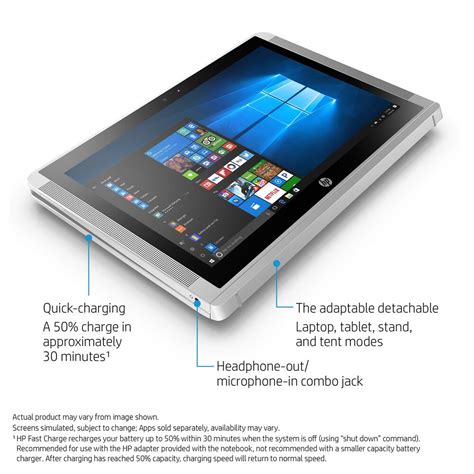 hp
Quick-charging
A 50% charge in
approximately
30 minutes¹
The adaptable detachable
Laptop, tablet, stand,
and tent modes
Headphone-out/
microphone-in combo jack
Actual product may vary from image shown.
Screens simulated, subject to change; Apps sold separately, availability may vary.
¹ HP Fast Charge recharges your battery up to 50% within 30 minutes when the system is off (using "shut down" command).
Recommended for use with the HP adapter provided with the notebook, not recommended with a smaller capacity battery
charger. After charging has reached 50% capacity, charging speed will return to normal speed.